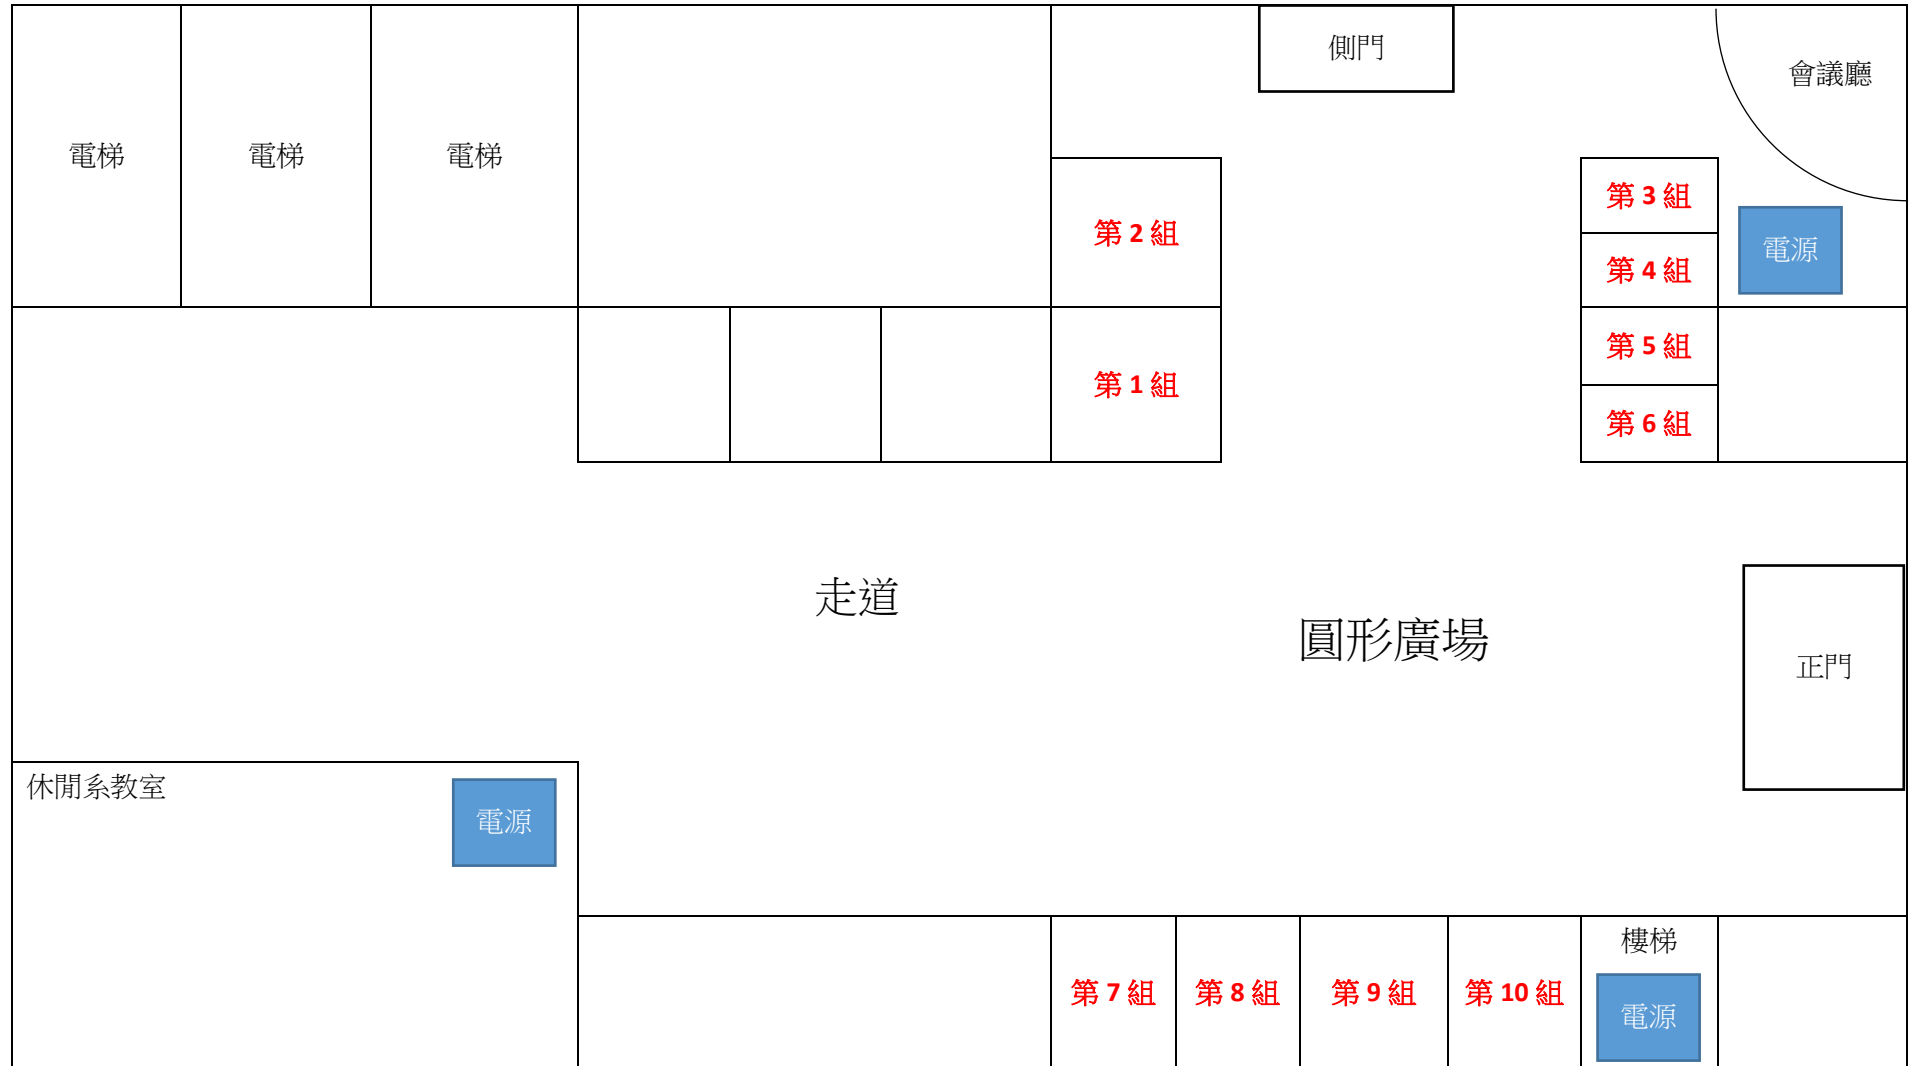 側門
會議廳
電梯
電梯
電梯
第 2 組
第 3 組
電源
第 4 組
第 1 組
第 5 組
第 6 組
走道
圓形廣場
正門
休閒系教室
電源
樓梯
第 7 組
第 8 組
第 9 組
第 10 組
電源